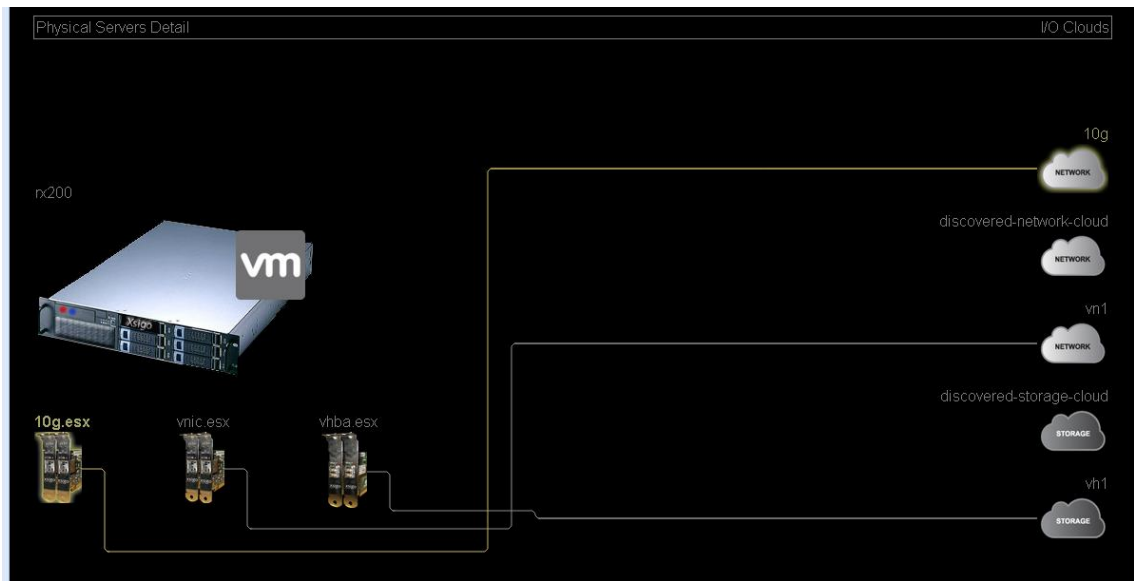 Physical Servers Detail
I/O Clouds
10g
NETWORK
rx200
discovered-network-cloud
NETWORK
vm
Xsigo
vn1
NETWORK
discovered-storage-cloud
10g.esx
vnic.esx
vhba.esx
STORAGE
vh1
STORAGE